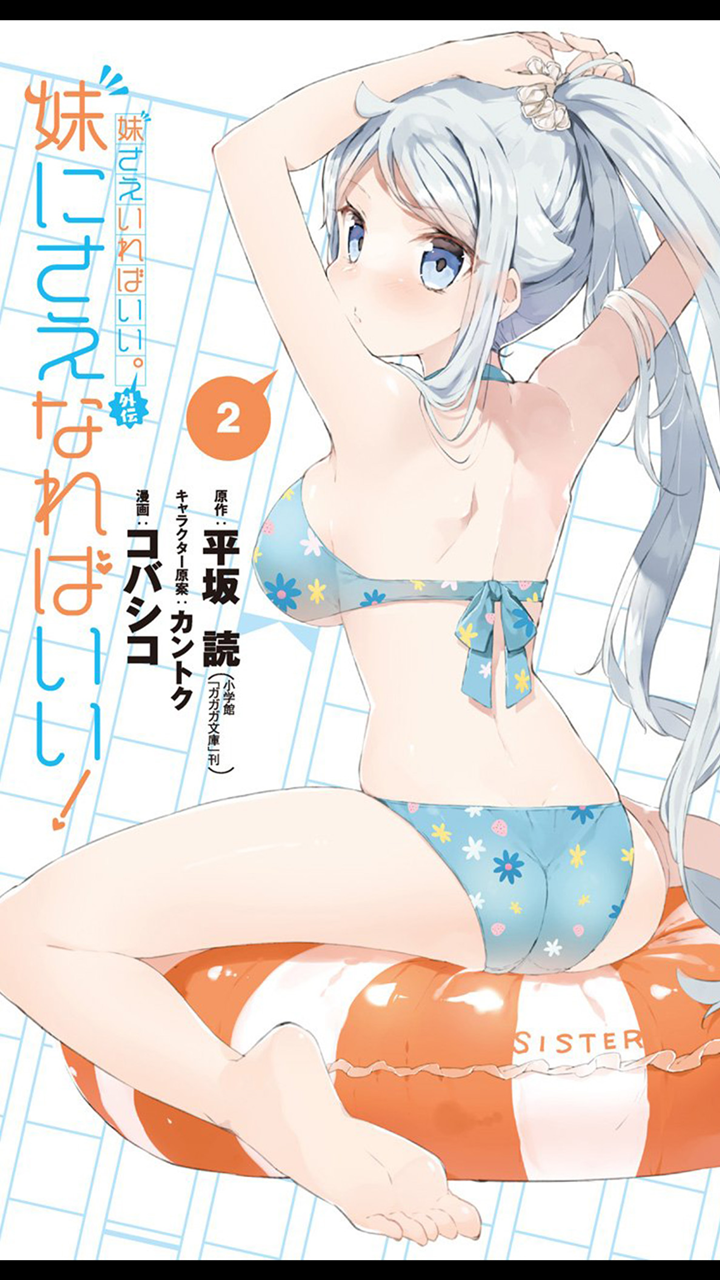 妹さえいればいい。
外伝
妹にさえなればいい!
2
原作:平坂 読
(小学館
「ガガガ文庫」刊)
キャラクター原案:カントク
漫画:コバシコ
SISTER